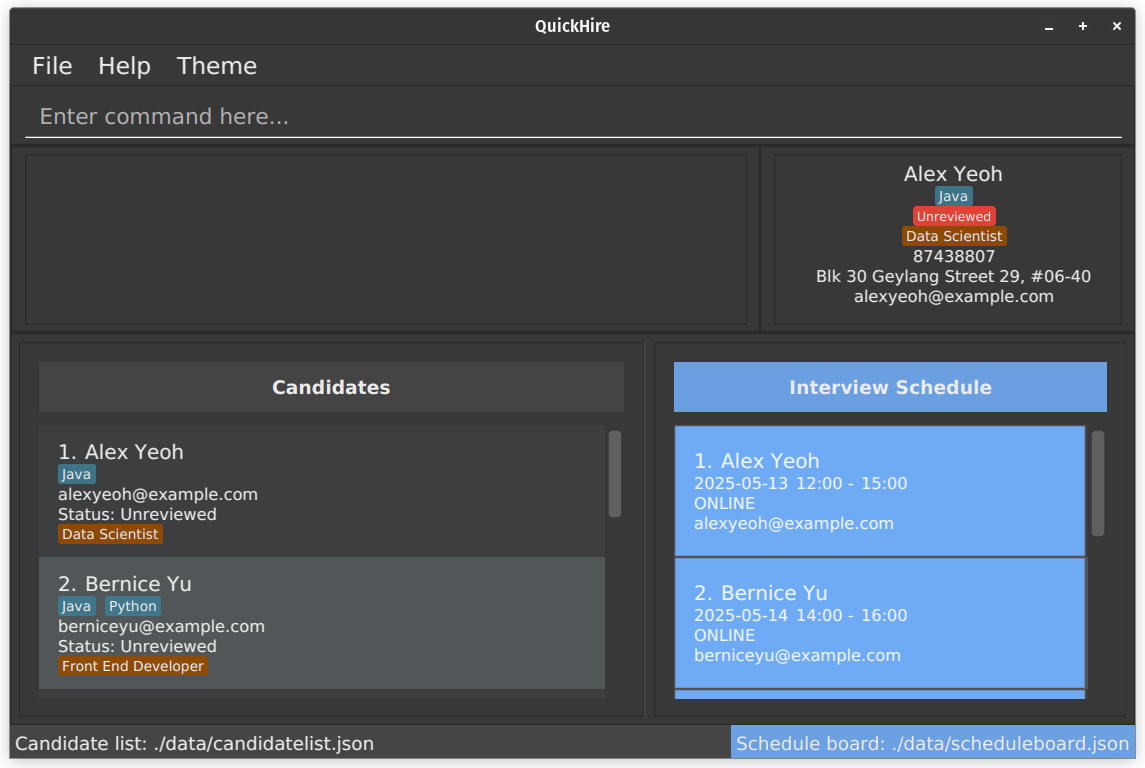 QuickHire
File Help Theme
Enter command here...
Alex Yeoh
Java
Unreviewed
Data Scientist
87438807
Blk 30 Geylang Street 29, #06-40
alexyeoh@example.com
Candidates
1. Alex Yeoh
Java
alexyeoh@example.com
Status: Unreviewed
Data Scientist
2. Bernice Yu
Java Python
berniceyu@example.com
Status: Unreviewed
Front End Developer
Interview Schedule
1. Alex Yeoh
2025-05-13 12:00 - 15:00
ONLINE
alexyeoh@example.com
2. Bernice Yu
2025-05-14 14:00 - 16:00
ONLINE
berniceyu@example.com
Candidate list: ./data/candidatelist.json
Schedule board: ./data/scheduleboard.json